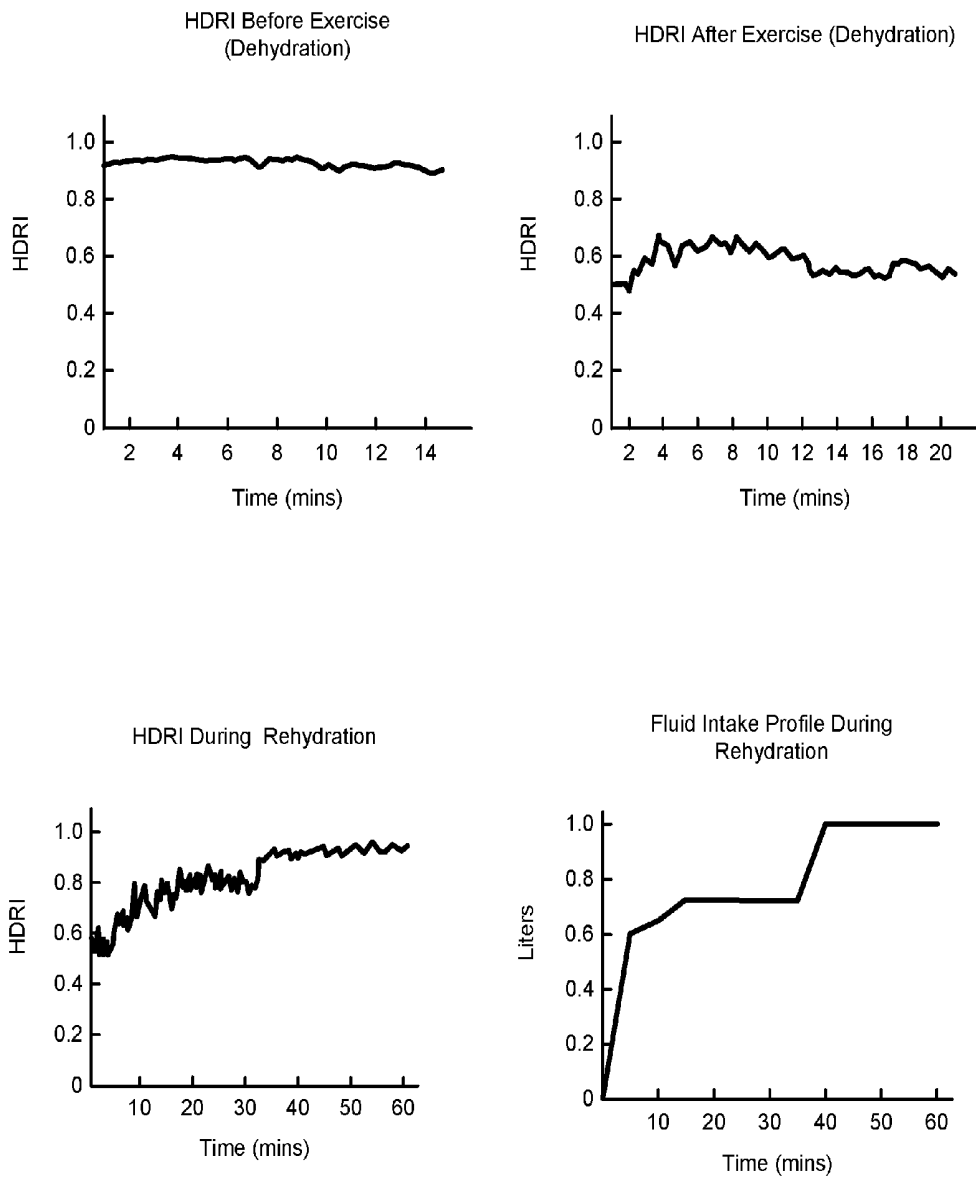 HDRI Before Exercise
(Dehydration)
1.0
0.8
0.6
0.4
0.2
0
HDRI
2 4 6 8 10 12 14
Time (mins)
HDRI After Exercise (Dehydration)
1.0
0.8
0.6
0.4
0.2
0
HDRI
2 4 6 8 10 12 14 16 18 20
Time (mins)
HDRI During Rehydration
1.0
0.8
0.6
0.4
0.2
0
HDRI
10 20 30 40 50 60
Time (mins)
Fluid Intake Profile During
Rehydration
1.0
0.8
0.6
0.4
0.2
0
Liters
10 20 30 40 50 60
Time (mins)